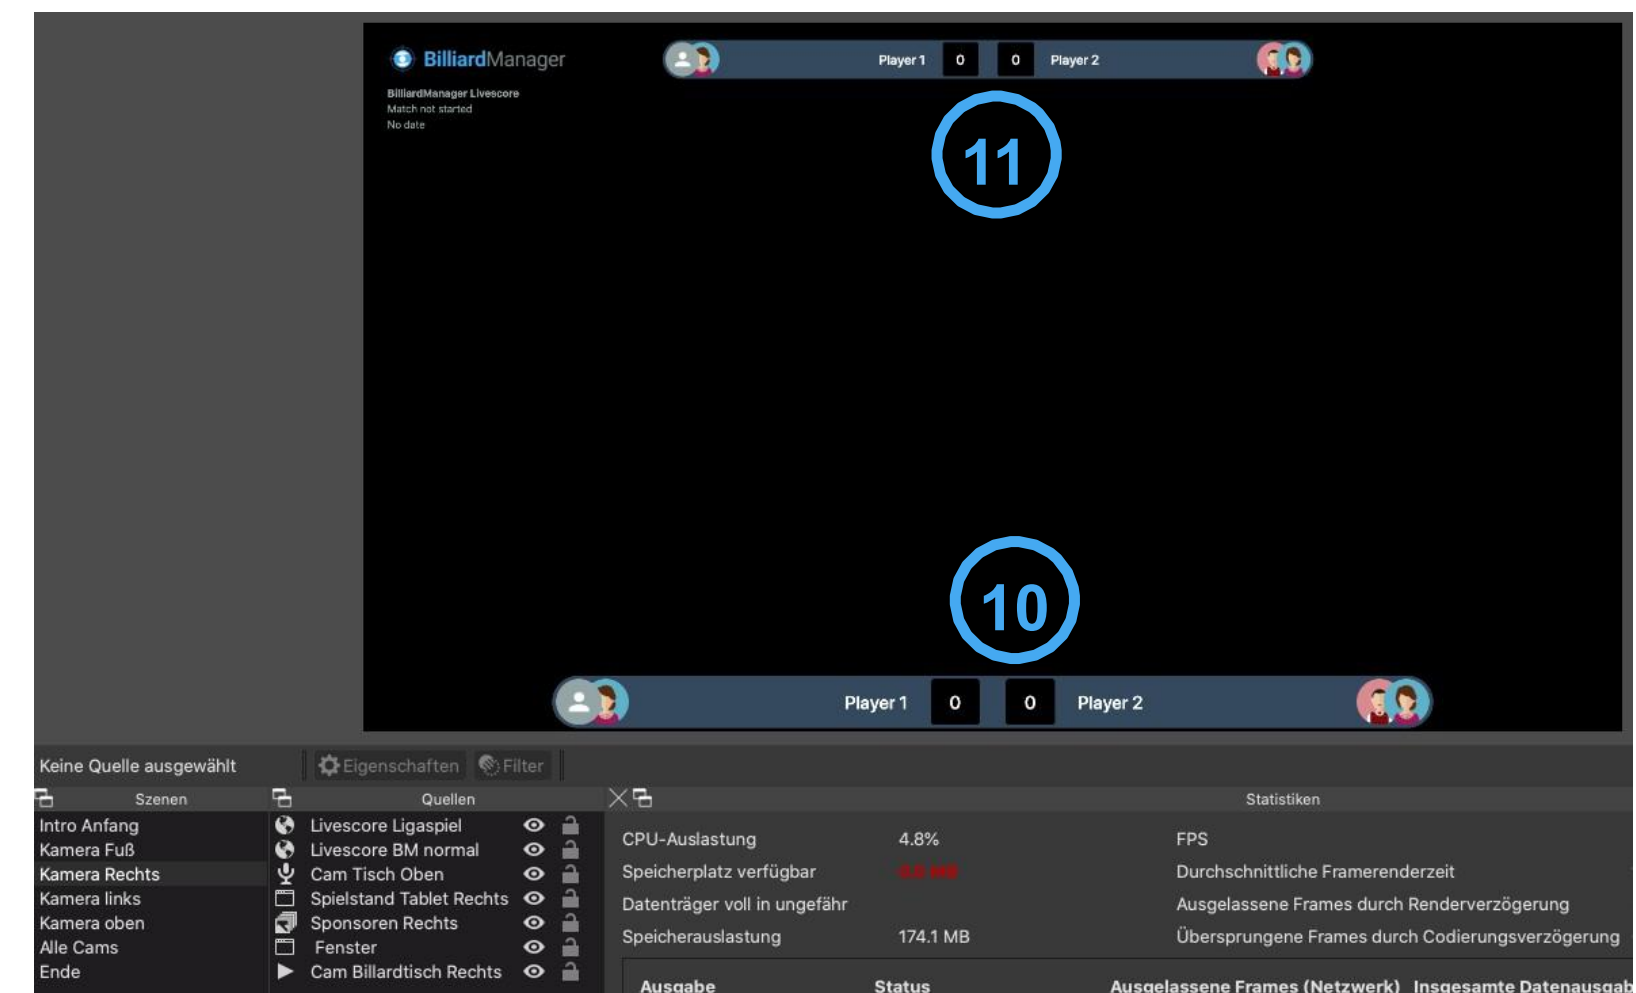 BilliardManager
Player 1 0 0 Player 2
BilliardManager Livescore
Match not started
No date
11
10
Player 1 0 0 Player 2
Keine Quelle ausgewählt Eigenschaften Filter
Szenen Quellen Statistiken
Intro Anfang
Kamera Fuß
Kamera Rechts
Kamera links
Kamera oben
Alle Cams
Ende
Livescore Ligaspiel
Livescore BM normal
Cam Tisch Oben
Spielstand Tablet Rechts
Sponsoren Rechts
Fenster
Cam Billardtisch Rechts
CPU-Auslastung 4.8% FPS
Speicherplatz verfügbar Durchschnittliche Framerenderzeit
Datenträger voll in ungefähr Ausgelassene Frames durch Renderverzögerung
Speicherauslastung 174.1 MB Übersprungene Frames durch Codierungsverzögerung
Ausgabe Status Ausgelassene Frames (Netzwerk) Insgesamte Datenausgab